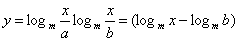 y = log_m x/a log_m x/b = (log_m x − log_m b)